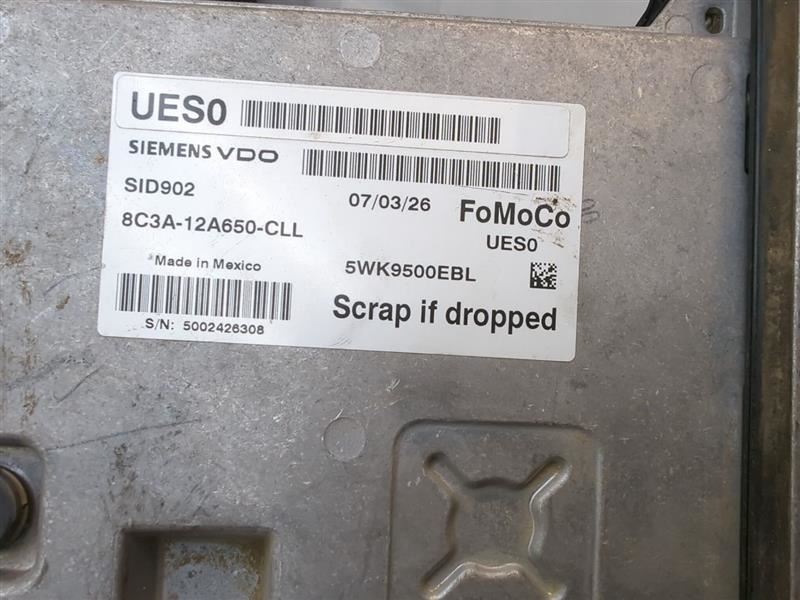 UES0
SIEMENS VDO
SID902
07/03/26
FoMoCo
8C3A-12A650-CLL
UES0
Made in Mexico
5WK9500EBL
Scrap if dropped
S/N: 5002426308